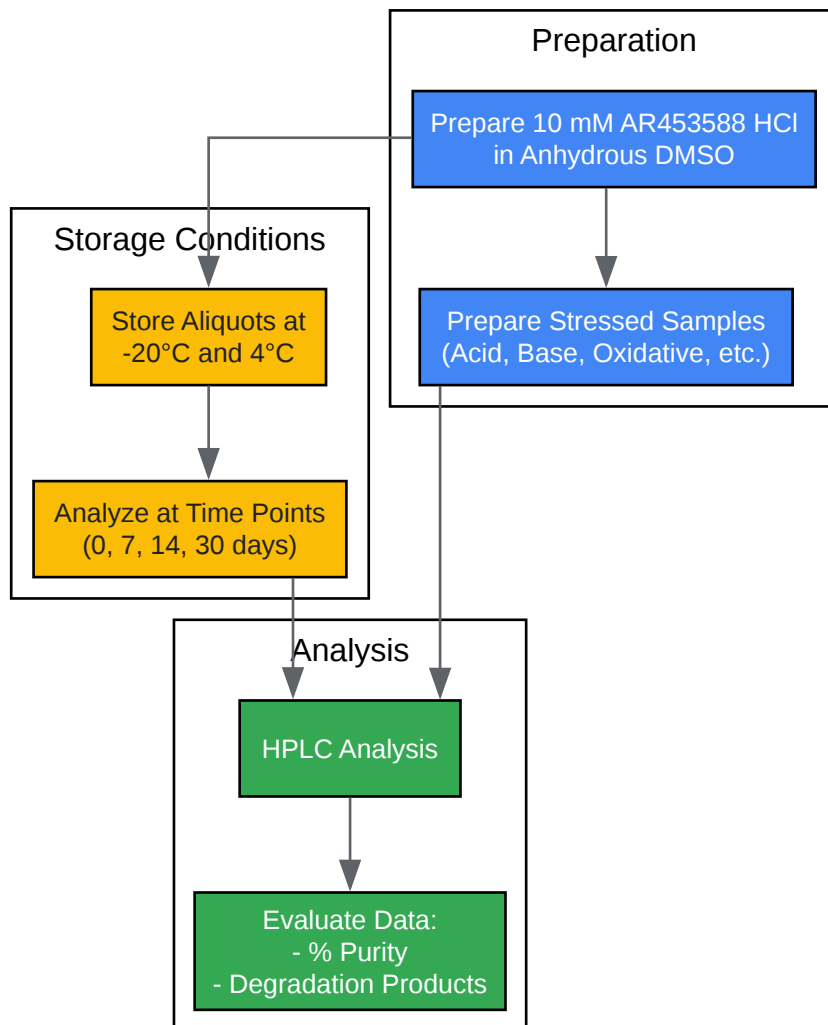 Preparation
Prepare 10 mM AR453588 HCl
in Anhydrous DMSO
Storage Conditions
Store Aliquots at
-20°C and 4°C
Prepare Stressed Samples
(Acid, Base, Oxidative, etc.)
Analyze at Time Points
(0, 7, 14, 30 days)
Analysis
HPLC Analysis
Evaluate Data:
- % Purity
- Degradation Products